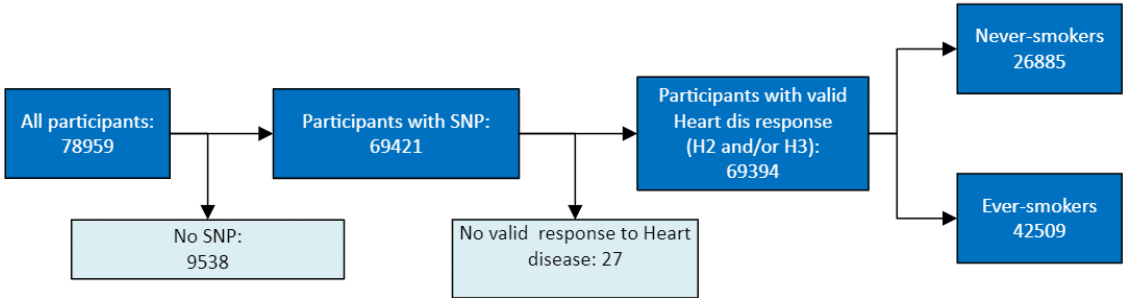 All participants:
78959
Participants with SNP:
69421
Participants with valid
Heart dis response
(H2 and/or H3):
69394
Never-smokers
26885
Ever-smokers
42509
No SNP:
9538
No valid  response to Heart
disease: 27